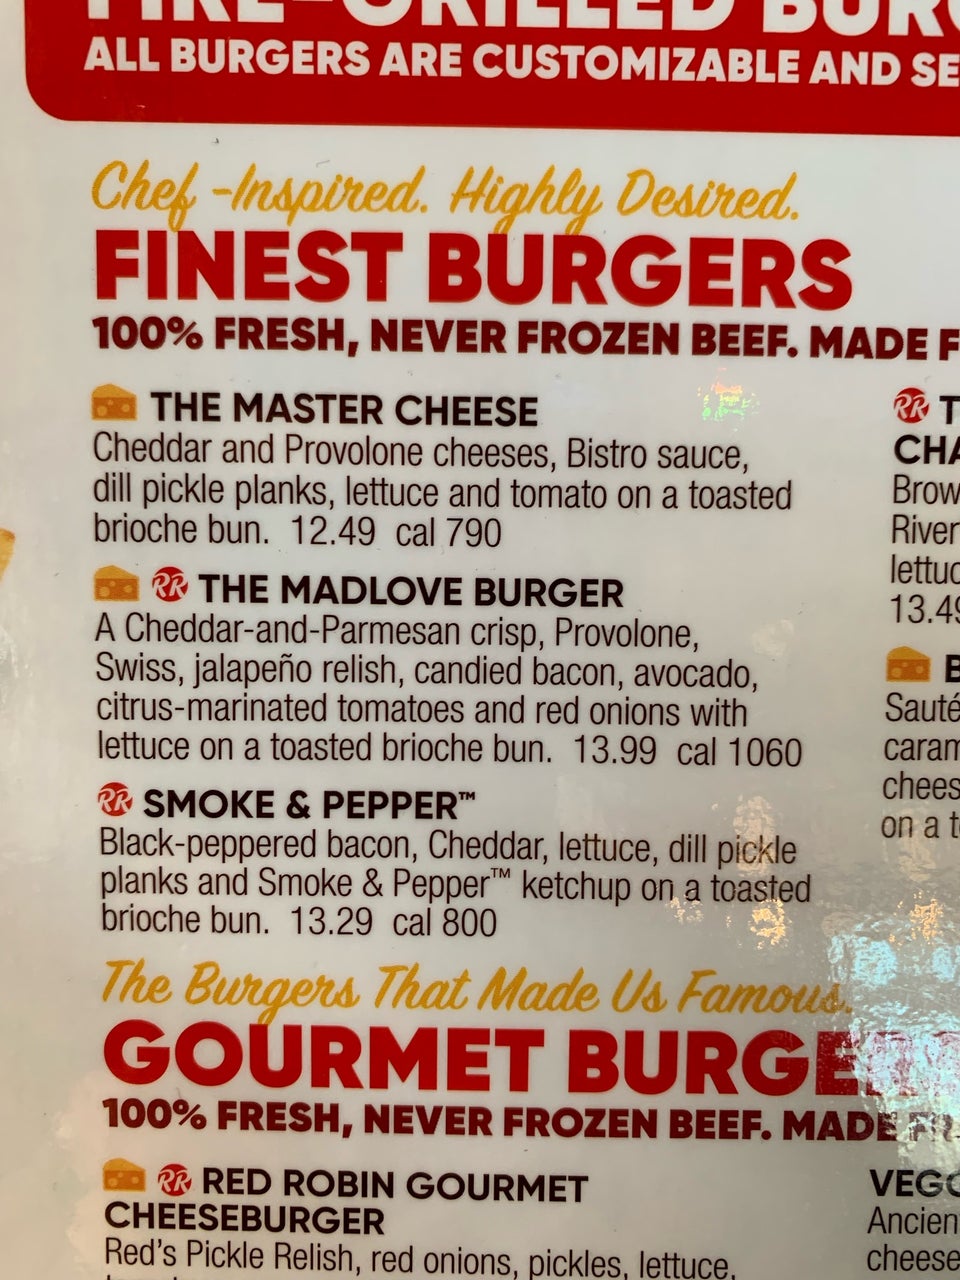 ALL BURGERS ARE CUSTOMIZABLE AND
Chef-Inspired. Highly Desired.
FINEST BURGERS
100% FRESH, NEVER FROZEN BEEF. MADE
THE MASTER CHEESE
Cheddar and Provolone cheeses, Bistro sauce,
dill pickle planks, lettuce and tomato on a toasted
brioche bun. 12.49 cal 790
RR THE MADLOVE BURGER
A Cheddar-and-Parmesan crisp, Provolone,
Swiss, jalapeño relish, candied bacon, avocado,
citrus-marinated tomatoes and red onions with
lettuce on a toasted brioche bun. 13.99 cal 1060
RR SMOKE & PEPPER™
Black-peppered bacon, Cheddar, lettuce, dill pickle
planks and Smoke & Pepper™ ketchup on a toasted
brioche bun. 13.29 cal 800
The Burgers That Made Us Famous.
GOURMET
100% FRESH, NEVER FROZEN BEEF. MADE
RR RED ROBIN GOURMET
CHEESEBURGER
Red's Pickle Relish, red onions, pickles, lettuce,
RR
on a